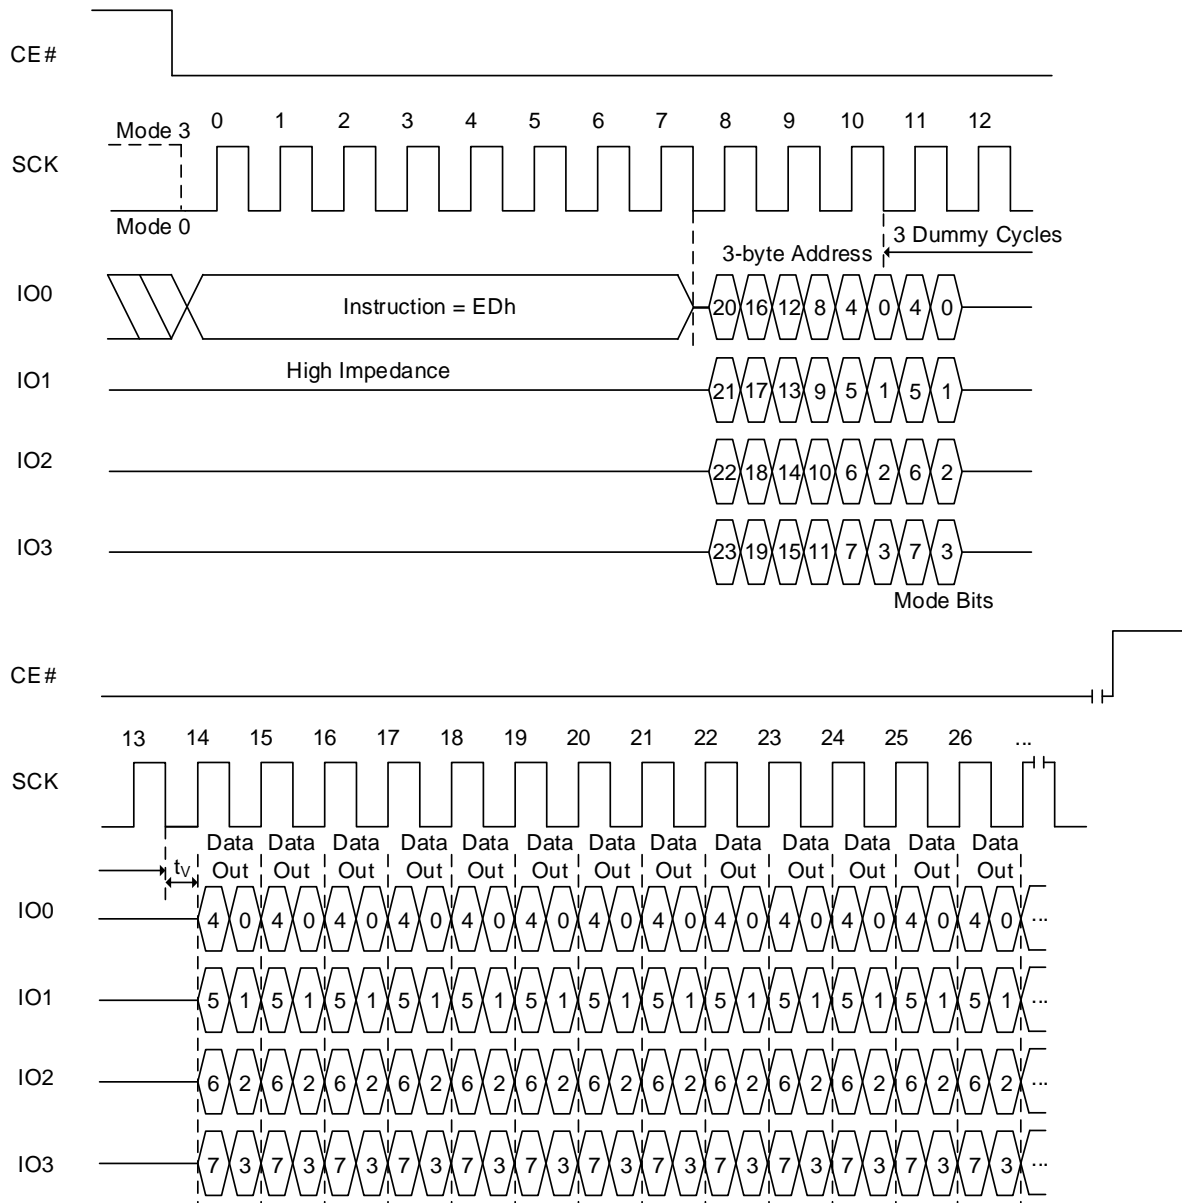 CE#
Mode 3 0 1 2 3 4 5 6 7 8 9 10 11 12
SCK
Mode 0
3 Dummy Cycles
3-byte Address
IO0 Instruction = EDh 20 16 12 8 4 0 4 0
High Impedance
IO1 21 17 13 9 5 1 5 1
IO2 22 18 14 10 6 2 6 2
IO3 23 19 15 11 7 3 7 3
Mode Bits
CE#
13 14 15 16 17 18 19 20 21 22 23 24 25 26 ...
SCK
Data Data Data Data Data Data Data Data Data Data Data Data Data
tV Out Out Out Out Out Out Out Out Out Out Out Out Out
IO0 4 0 4 0 4 0 4 0 4 0 4 0 4 0 4 0 4 0 4 0 4 0 4 0 4 0 ...
IO1 5 1 5 1 5 1 5 1 5 1 5 1 5 1 5 1 5 1 5 1 5 1 5 1 5 1 ...
IO2 6 2 6 2 6 2 6 2 6 2 6 2 6 2 6 2 6 2 6 2 6 2 6 2 6 2 ...
IO3 7 3 7 3 7 3 7 3 7 3 7 3 7 3 7 3 7 3 7 3 7 3 7 3 7 3 ...